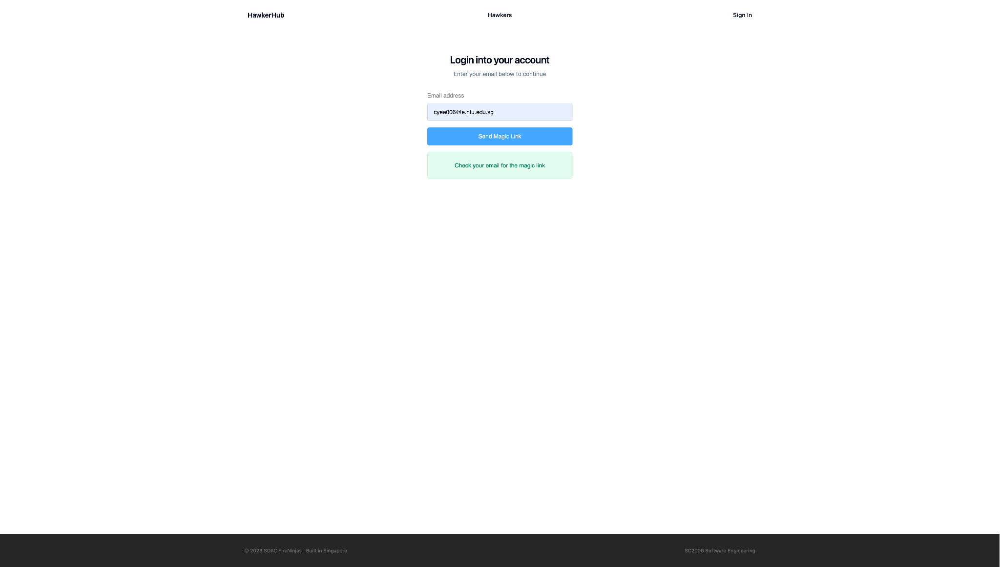 HawkerHub
Hawkers
Sign In
Login into your account
Enter your email below to continue
Email address
cyee006@e.ntu.edu.sg
Send Magic Link
Check your email for the magic link
© 2023 SDAC FireNinjas · Built in Singapore
SC2006 Software Engineering